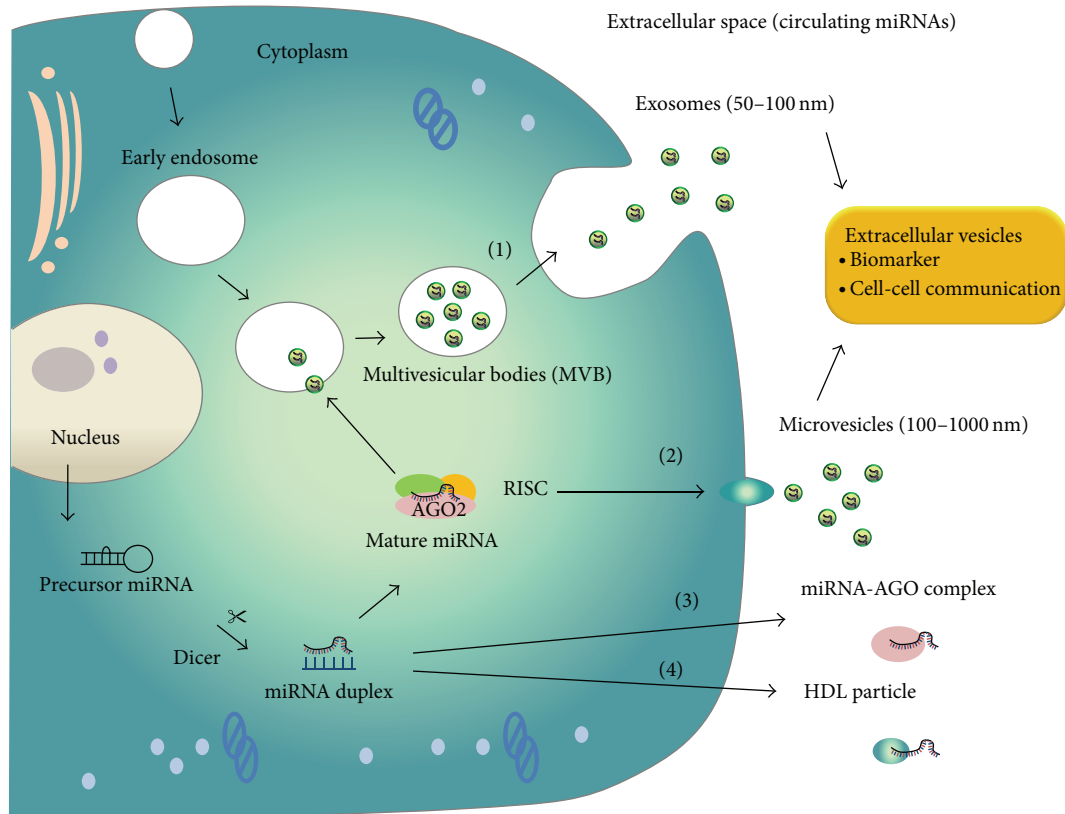 Extracellular space (circulating miRNAs)
Cytoplasm
Exosomes (50–100 nm)
Early endosome
Extracellular vesicles
• Biomarker
• Cell-cell communication
(1)
Multivesicular bodies (MVB)
Microvesicles (100–1000 nm)
Nucleus
(2)
RISC
AGO2
Mature miRNA
Precursor miRNA
miRNA-AGO complex
(3)
Dicer
(4)
miRNA duplex
HDL particle